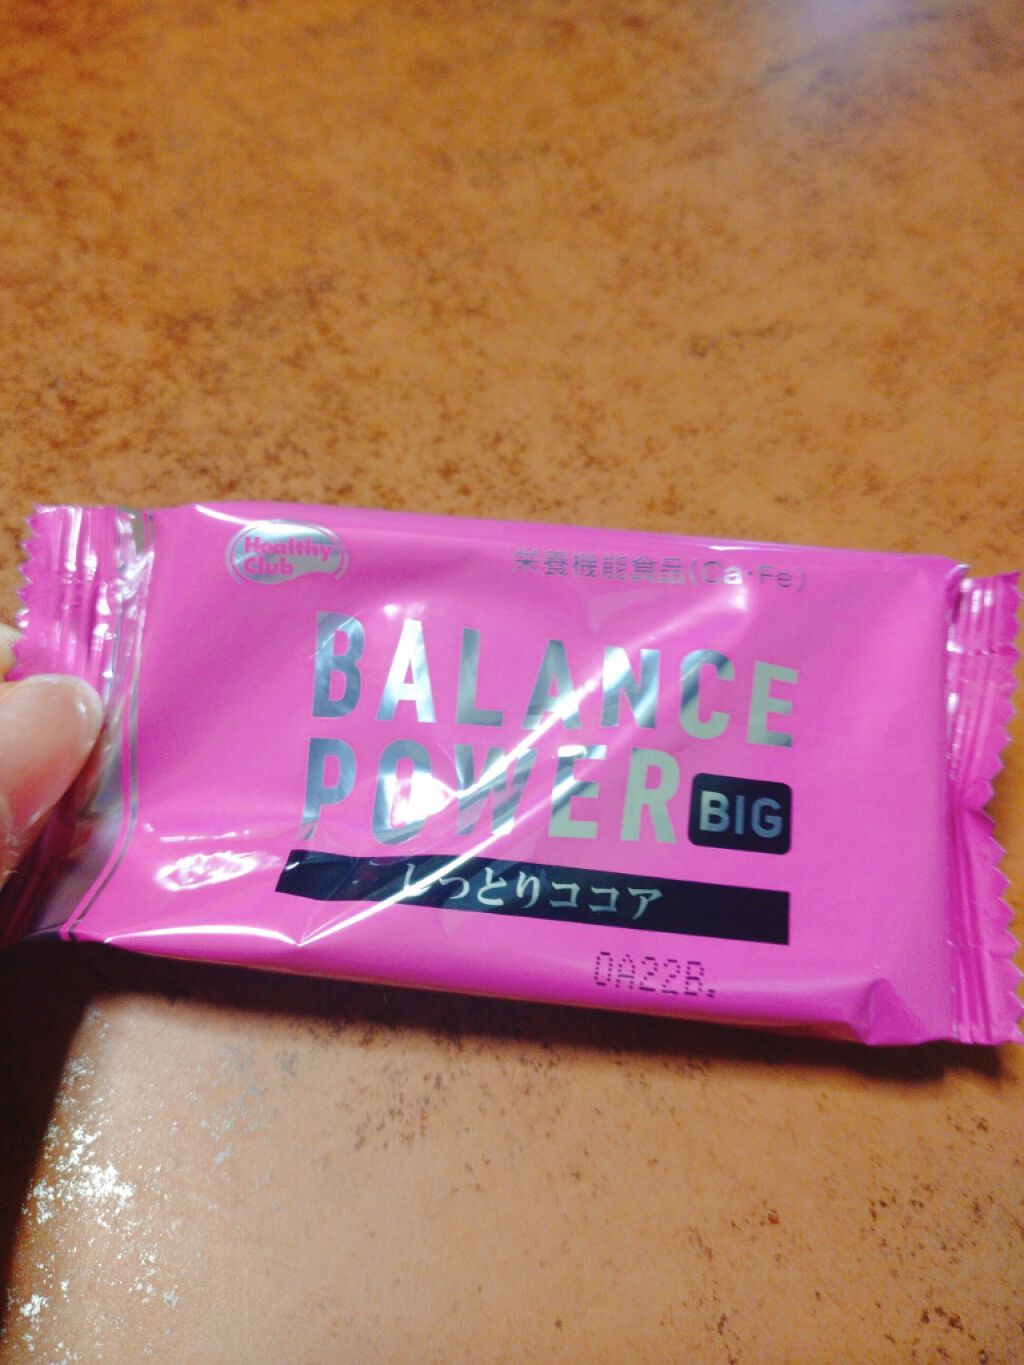 Healthy
Club
栄養機能食品(Ca・Fe)
BALANCE
POWER BIG
しっとりココア
0A22B.